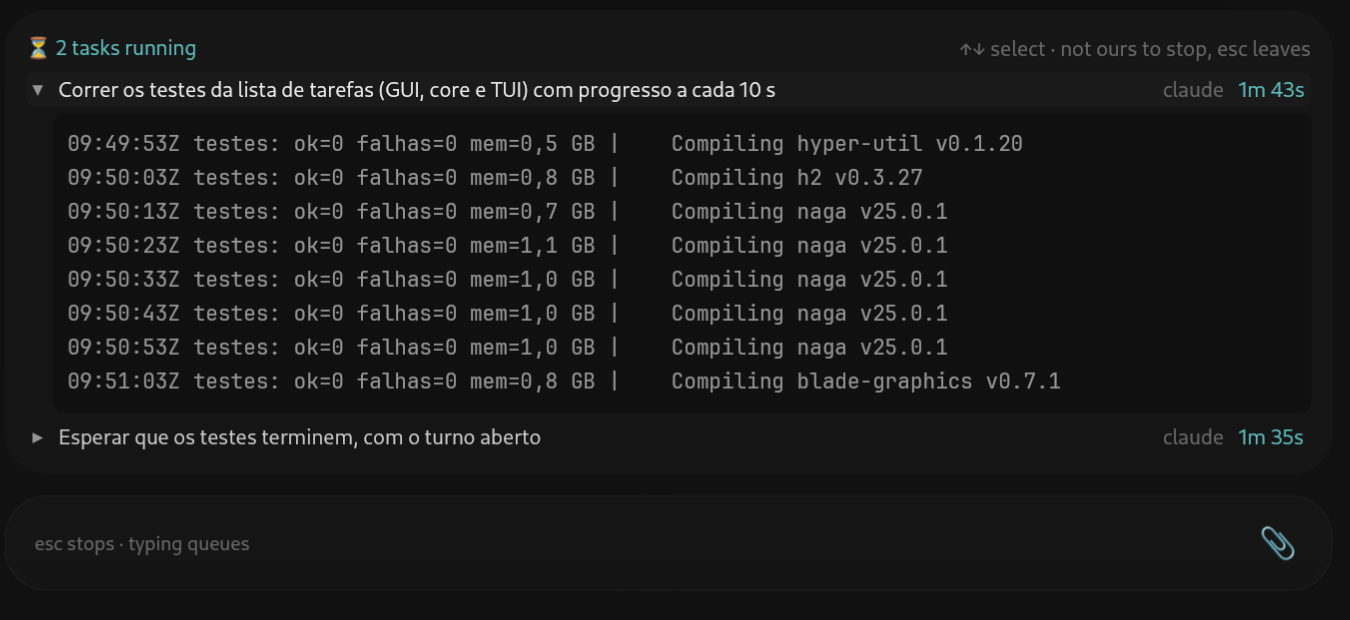 ⏳ 2 tasks running
↑↓ select · not ours to stop, esc leaves
▼ Correr os testes da lista de tarefas (GUI, core e TUI) com progresso a cada 10 s claude 1m 43s
09:49:53Z testes: ok=0 falhas=0 mem=0,5 GB |    Compiling hyper-util v0.1.20
09:50:03Z testes: ok=0 falhas=0 mem=0,8 GB |    Compiling h2 v0.3.27
09:50:13Z testes: ok=0 falhas=0 mem=0,7 GB |    Compiling naga v25.0.1
09:50:23Z testes: ok=0 falhas=0 mem=1,1 GB |    Compiling naga v25.0.1
09:50:33Z testes: ok=0 falhas=0 mem=1,0 GB |    Compiling naga v25.0.1
09:50:43Z testes: ok=0 falhas=0 mem=1,0 GB |    Compiling naga v25.0.1
09:50:53Z testes: ok=0 falhas=0 mem=1,0 GB |    Compiling naga v25.0.1
09:51:03Z testes: ok=0 falhas=0 mem=0,8 GB |    Compiling blade-graphics v0.7.1
▶ Esperar que os testes terminem, com o turno aberto claude 1m 35s
esc stops · typing queues